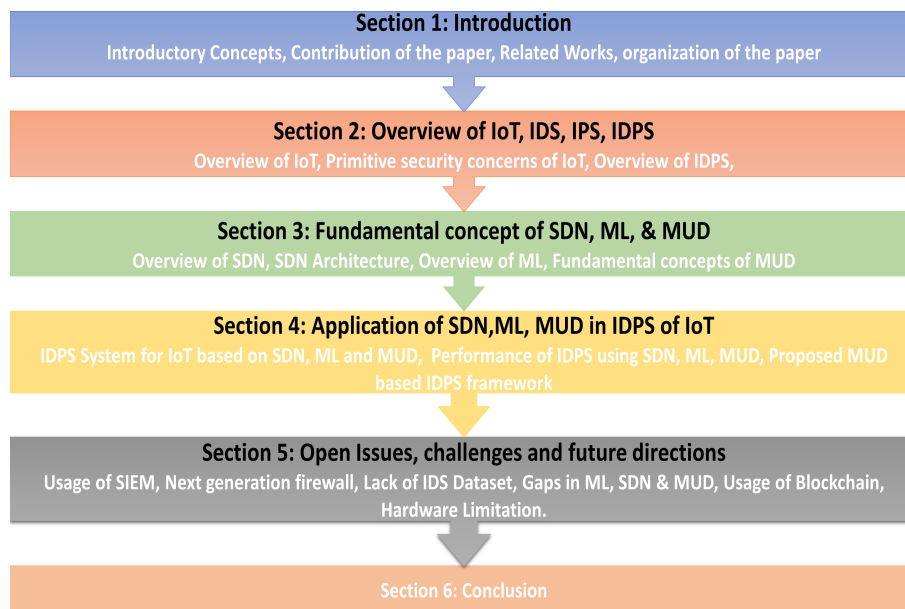 Section 1: Introduction
Introductory Concepts, Contribution of the paper, Related Works, organization of the paper
Section 2: Overview of IoT, IDS, IPS, IDPS
Overview of IoT, Primitive security concerns of IoT, Overview of IDPS,
Section 3: Fundamental concept of SDN, ML, & MUD
Overview of SDN, SDN Architecture, Overview of ML, Fundamental concepts of MUD
Section 4: Application of SDN,ML, MUD in IDPS of IoT
IDPS System for IoT based on SDN, ML and MUD, Performance of IDPS using SDN, ML, MUD, Proposed MUD
based IDPS framework
Section 5: Open Issues, challenges and future directions
Usage of SIEM, Next generation firewall, Lack of IDS Dataset, Gaps in ML, SDN & MUD, Usage of Blockchain,
Hardware Limitation.
Section 6: Conclusion